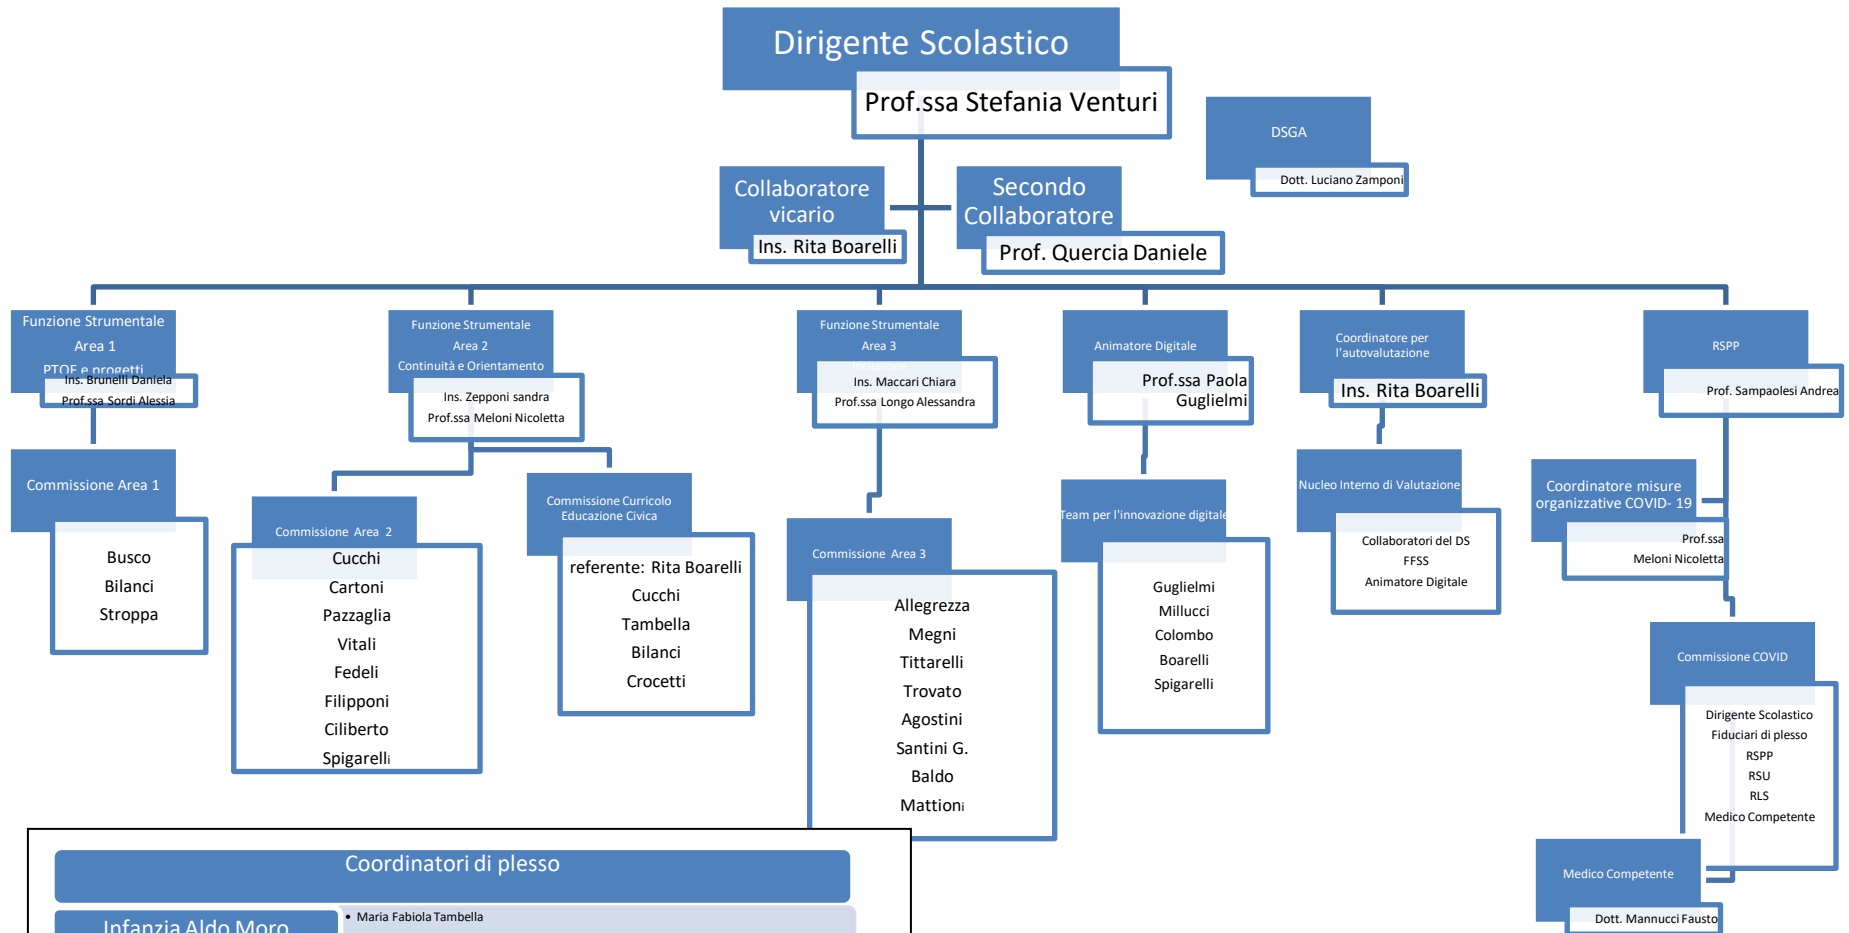 Dirigente Scolastico
Prof.ssa Stefania Venturi
DSGA
Dott. Luciano Zamponi
Collaboratore
vicario
Ins. Rita Boarelli
Secondo
Collaboratore
Prof. Quercia Daniele
Funzione Strumentale
Area 1
PTOF e progetti
Ins. Brunelli Daniela
Prof.ssa Sordi Alessia
Commissione Area 1
Busco
Bilanci
Stroppa
Funzione Strumentale
Area 2
Continuità e Orientamento
Ins. Zepponi sandra
Prof.ssa Meloni Nicoletta
Commissione Area 2
Cucchi
Cartoni
Pazzaglia
Vitali
Fedeli
Filipponi
Ciliberto
Spigarelli
Commissione Curricolo
Educazione Civica
referente: Rita Boarelli
Cucchi
Tambella
Bilanci
Crocetti
Funzione Strumentale
Area 3
Inclusione
Ins. Maccari Chiara
Prof.ssa Longo Alessandra
Commissione Area 3
Allegrezza
Megni
Tittarelli
Trovato
Agostini
Santini G.
Baldo
Mattioni
Animatore Digitale
Prof.ssa Paola
Guglielmi
Team per l'innovazione digitale
Guglielmi
Millucci
Colombo
Boarelli
Spigarelli
Coordinatore per
l'autovalutazione
Ins. Rita Boarelli
Nucleo Interno di Valutazione
Collaboratori del DS
FFSS
Animatore Digitale
RSPP
Prof. Sampaolesi Andrea
Coordinatore misure
organizzative COVID- 19
Prof.ssa
Meloni Nicoletta
Commissione COVID
Dirigente Scolastico
Fiduciari di plesso
RSPP
RSU
RLS
Medico Competente
Medico Competente
Dott. Mannucci Fausto
Coordinatori di plesso
Infanzia Aldo Moro
• Maria Fabiola Tambella